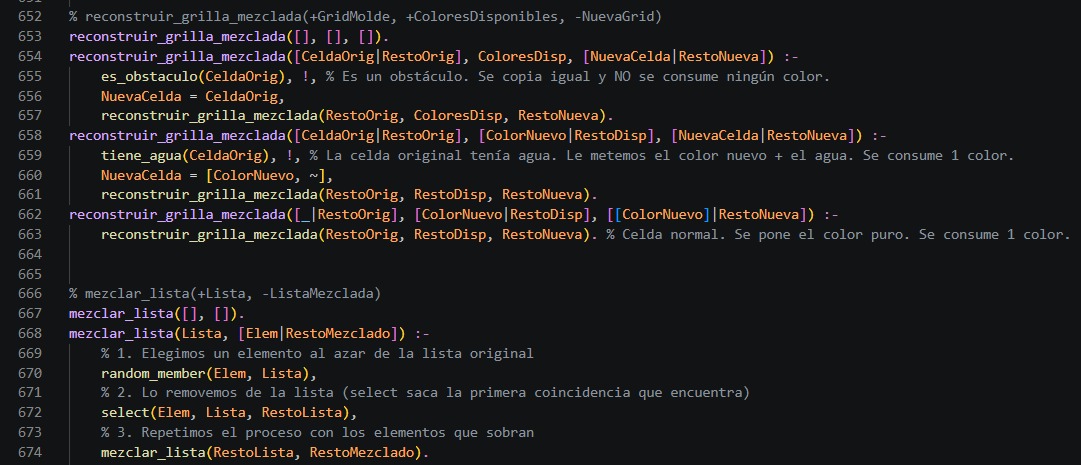 652 % reconstruir_grilla_mezclada(+GridMolde, +ColoresDisponibles, -NuevaGrid)
653 reconstruir_grilla_mezclada([], [], []).
654 reconstruir_grilla_mezclada([CeldaOrig|RestoOrig], ColoresDisp, [NuevaCelda|RestoNueva]) :-
655     es_obstaculo(CeldaOrig), !, % Es un obstáculo. Se copia igual y NO se consume ningún color.
656     NuevaCelda = CeldaOrig,
657     reconstruir_grilla_mezclada(RestoOrig, ColoresDisp, RestoNueva).
658 reconstruir_grilla_mezclada([CeldaOrig|RestoOrig], [ColorNuevo|RestoDisp], [NuevaCelda|RestoNueva]) :-
659     tiene_agua(CeldaOrig), !, % La celda original tenía agua. Le metemos el color nuevo + el agua. Se consume 1 color.
660     NuevaCelda = [ColorNuevo, ~],
661     reconstruir_grilla_mezclada(RestoOrig, RestoDisp, RestoNueva).
662 reconstruir_grilla_mezclada([_|RestoOrig], [ColorNuevo|RestoDisp], [[ColorNuevo]|RestoNueva]) :-
663     reconstruir_grilla_mezclada(RestoOrig, RestoDisp, RestoNueva). % Celda normal. Se pone el color puro. Se consume 1 color.
664
665
666 % mezclar_lista(+Lista, -ListaMezclada)
667 mezclar_lista([], []).
668 mezclar_lista(Lista, [Elem|RestoMezclado]) :-
669     % 1. Elegimos un elemento al azar de la lista original
670     random_member(Elem, Lista),
671     % 2. Lo removemos de la lista (select saca la primera coincidencia que encuentra)
672     select(Elem, Lista, RestoLista),
673     % 3. Repetimos el proceso con los elementos que sobran
674     mezclar_lista(RestoLista, RestoMezclado).